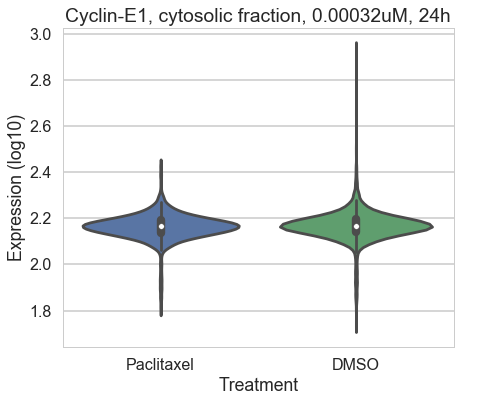 Cyclin-E1, cytosolic fraction, 0.00032uM, 24h
3.0
2.8
2.6
2.4
2.2
2.0
1.8
Expression (log10)
Paclitaxel DMSO
Treatment